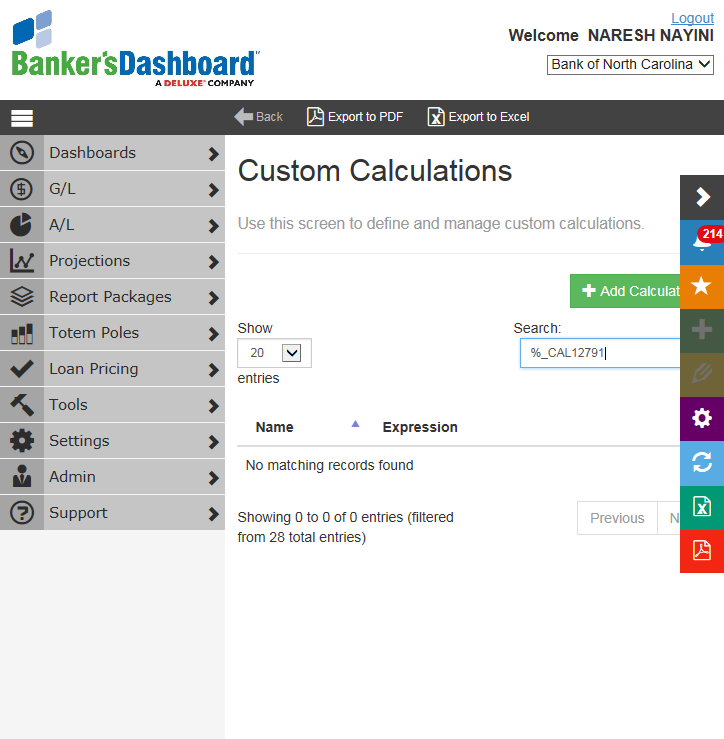 Logout
Welcome NARESH NAYINI
Banker'sDashboard™
A DELUXE® COMPANY
Bank of North Carolina
Back
Export to PDF
Export to Excel
Dashboards
G/L
A/L
Projections
Report Packages
Totem Poles
Loan Pricing
Tools
Settings
Admin
Support
Custom Calculations
Use this screen to define and manage custom calculations.
214
Add Calculat
Show
20
entries
Search:
%_CAL12791
Name
Expression
No matching records found
Showing 0 to 0 of 0 entries (filtered
from 28 total entries)
Previous
N